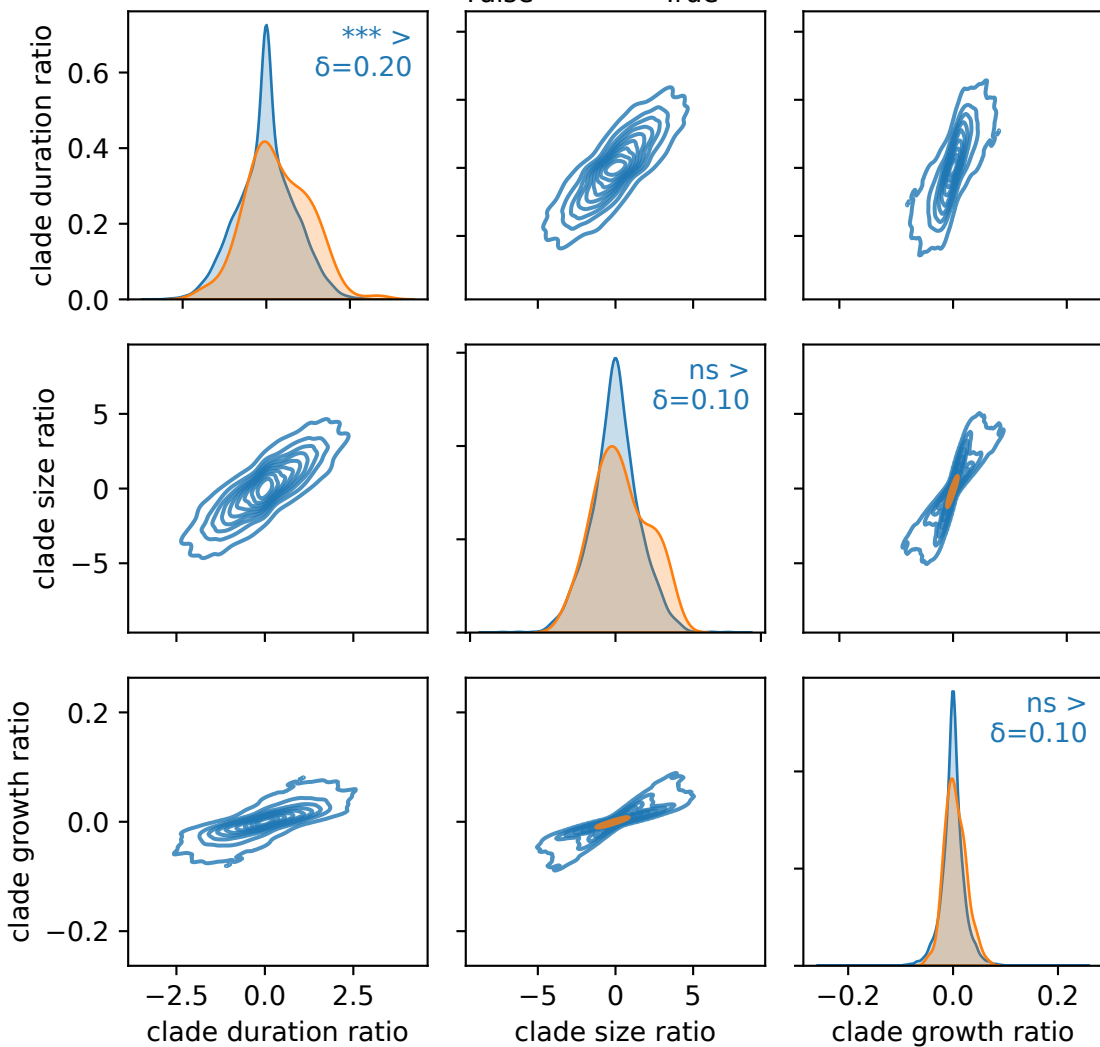 clade duration ratio
0.6
0.4
0.2
0.0
*** >
δ=0.20
clade size ratio
5
0
−5
ns >
δ=0.10
clade growth ratio
0.2
0.0
−0.2
ns >
δ=0.10
−2.5 0.0 2.5
−5 0 5
−0.2 0.0 0.2
clade duration ratio
clade size ratio
clade growth ratio